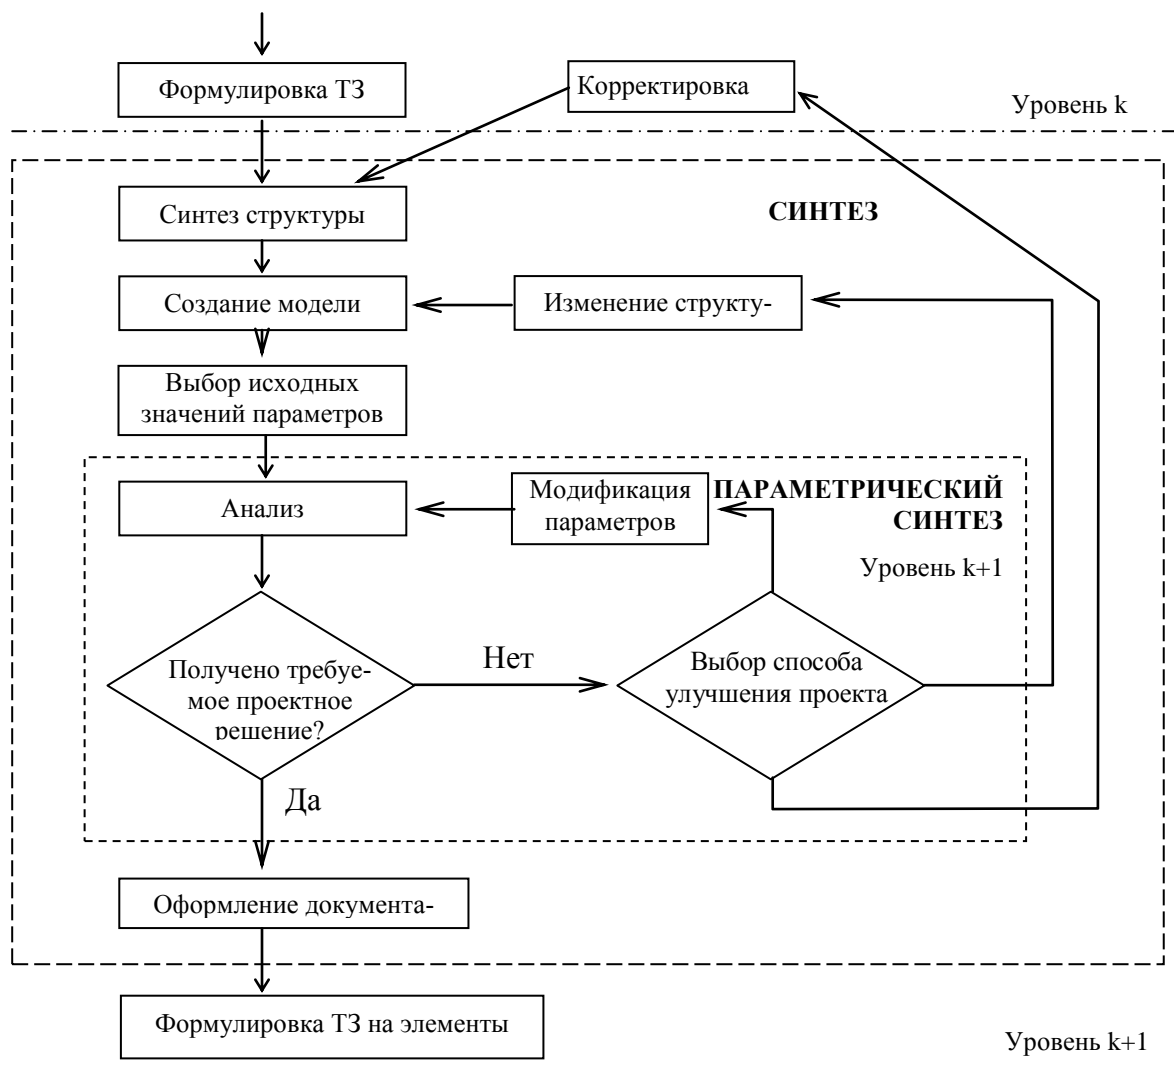 Формулировка ТЗ
Корректировка
Уровень k
Синтез структуры
СИНТЕЗ
Создание модели
Изменение структу-
Выбор исходных
значений параметров
Анализ
Модификация
параметров
ПАРАМЕТРИЧЕСКИЙ
СИНТЕЗ
Уровень k+1
Получено требуе-
мое проектное
решение?
Нет
Выбор способа
улучшения проекта
Да
Оформление документа-
Формулировка ТЗ на элементы
Уровень k+1